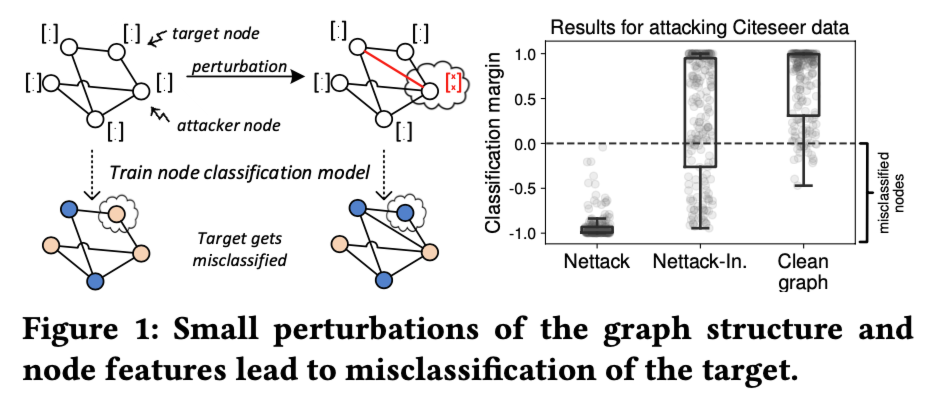 [:]
[:]
target node
[:]
[:]
attacker node
[:]
perturbation
[:]
[:]
[:]
[x x]
[:]
Train node classification model
Target gets
misclassified
Results for attacking Citeseer data
Classification margin
1.0
0.5
0.0
-0.5
-1.0
Nettack
Nettack-In.
Clean
graph
misclassified
nodes
Figure 1: Small perturbations of the graph structure and
node features lead to misclassification of the target.